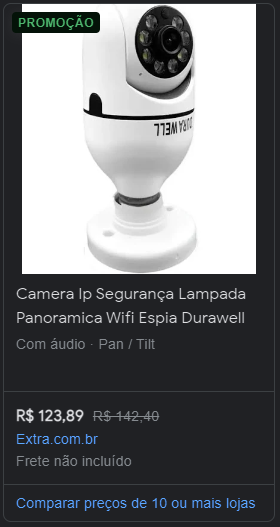 PROMOÇÃO
DURAWELL
Camera Ip Segurança Lampada
Panoramica Wifi Espia Durawell
Com áudio · Pan / Tilt
R$ 123,89 R$ 142,40
Extra.com.br
Frete não incluído
Comparar preços de 10 ou mais lojas